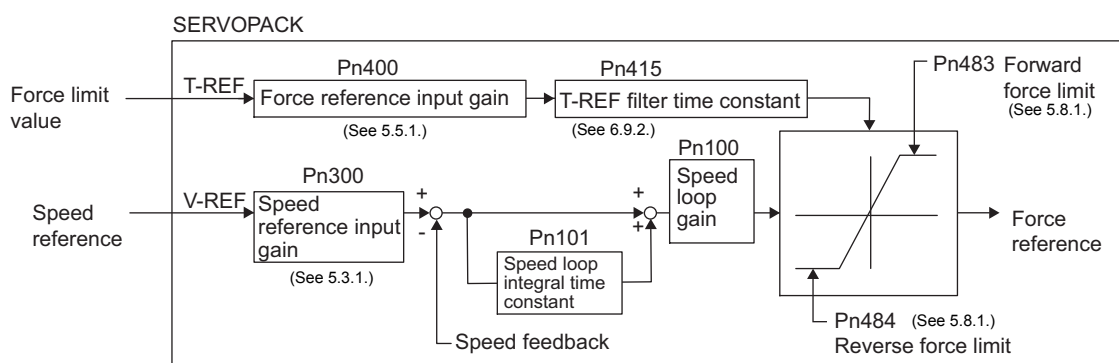 SERVOPACK
Force limit
value
T-REF
Pn400
Force reference input gain
(See 5.5.1.)
Pn415
T-REF filter time constant
(See 6.9.2.)
Pn483 Forward
force limit
(See 5.8.1.)
Speed
reference
V-REF
Pn300
Speed
reference input
gain
(See 5.3.1.)
+
-
Pn101
Speed loop
integral time
constant
+
+
Pn100
Speed
loop
gain
Force
reference
Speed feedback
Pn484 (See 5.8.1.)
Reverse force limit